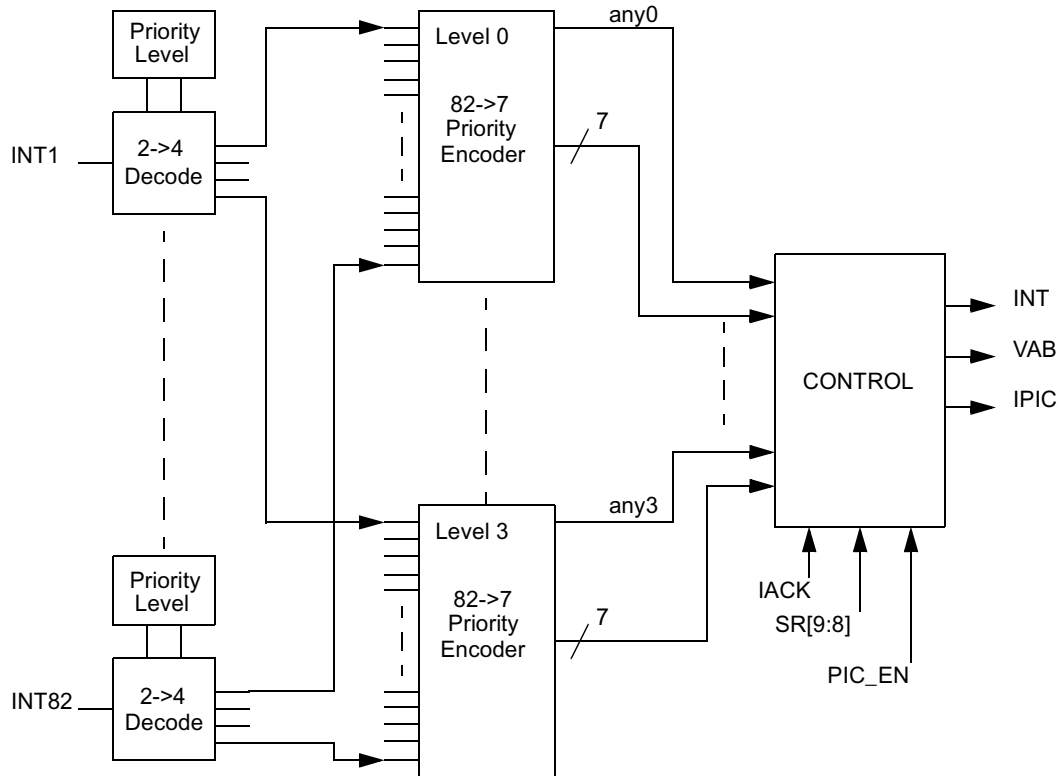 Priority
Level
2->4
Decode
INT1
Level 0
82->7
Priority
Encoder
any0
7
CONTROL
INT
VAB
IPIC
Priority
Level
2->4
Decode
INT82
Level 3
82->7
Priority
Encoder
any3
7
IACK
SR[9:8]
PIC_EN